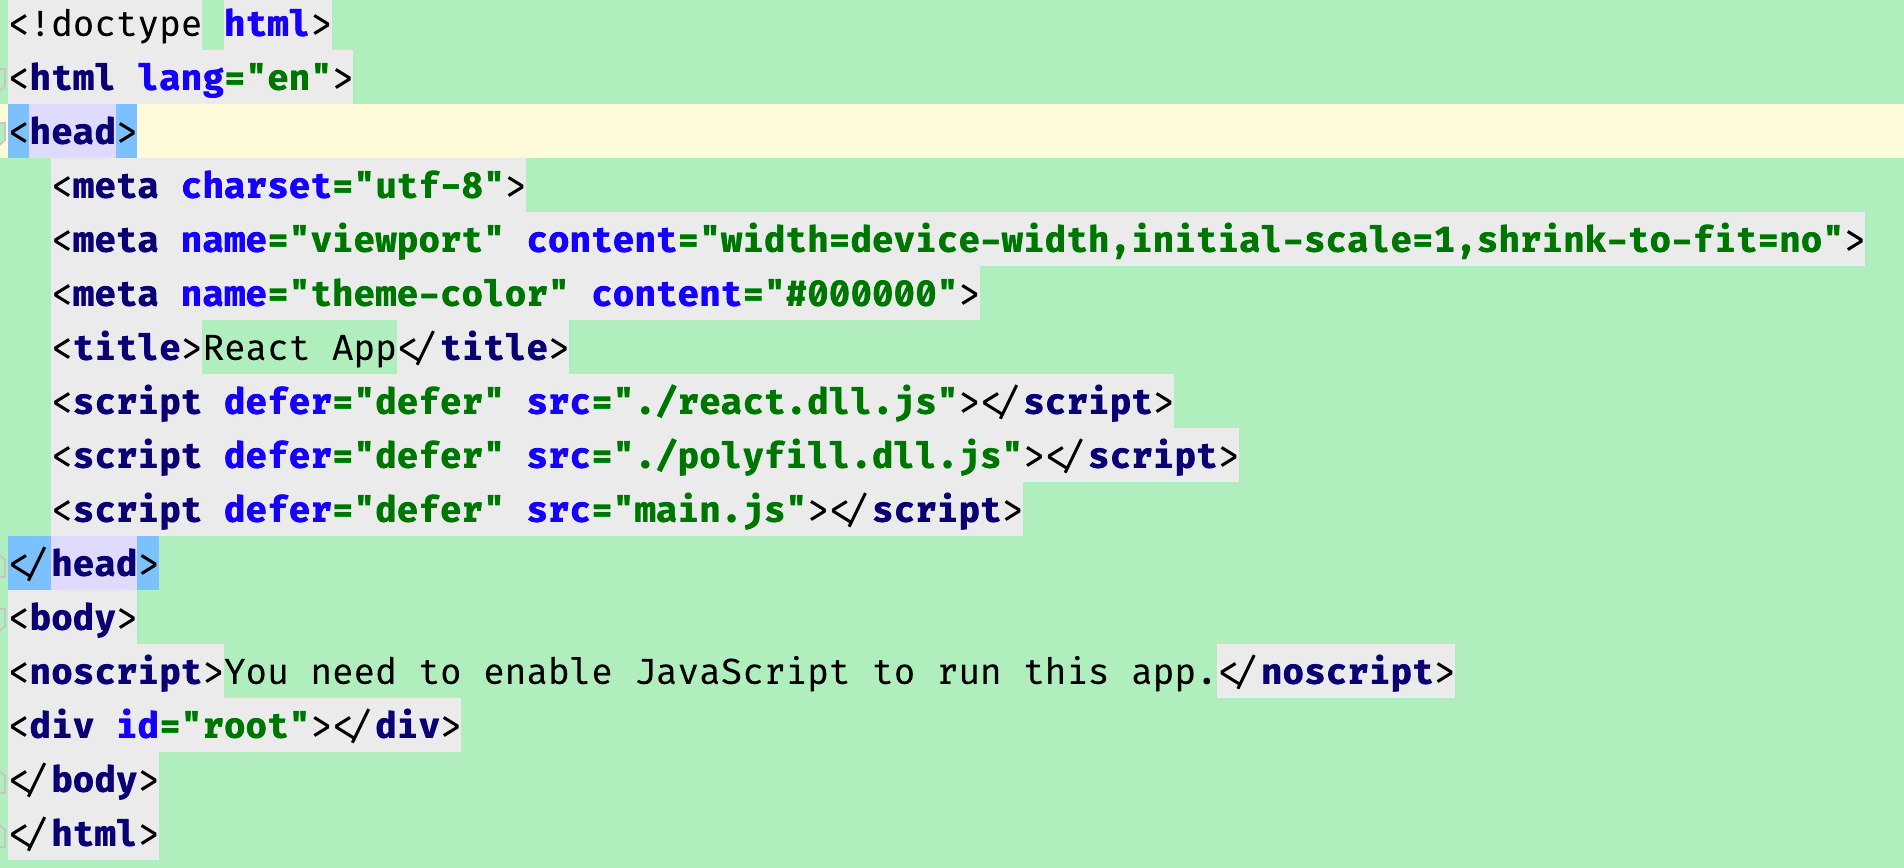 <!doctype html>
<html lang="en">
<head>
<meta charset="utf-8">
<meta name="viewport" content="width=device-width,initial-scale=1,shrink-to-fit=no">
<meta name="theme-color" content="#000000">
<title>React App</title>
<script defer="defer" src="./react.dll.js"></script>
<script defer="defer" src="./polyfill.dll.js"></script>
<script defer="defer" src="main.js"></script>
</head>
<body>
<noscript>You need to enable JavaScript to run this app.</noscript>
<div id="root"></div>
</body>
</html>